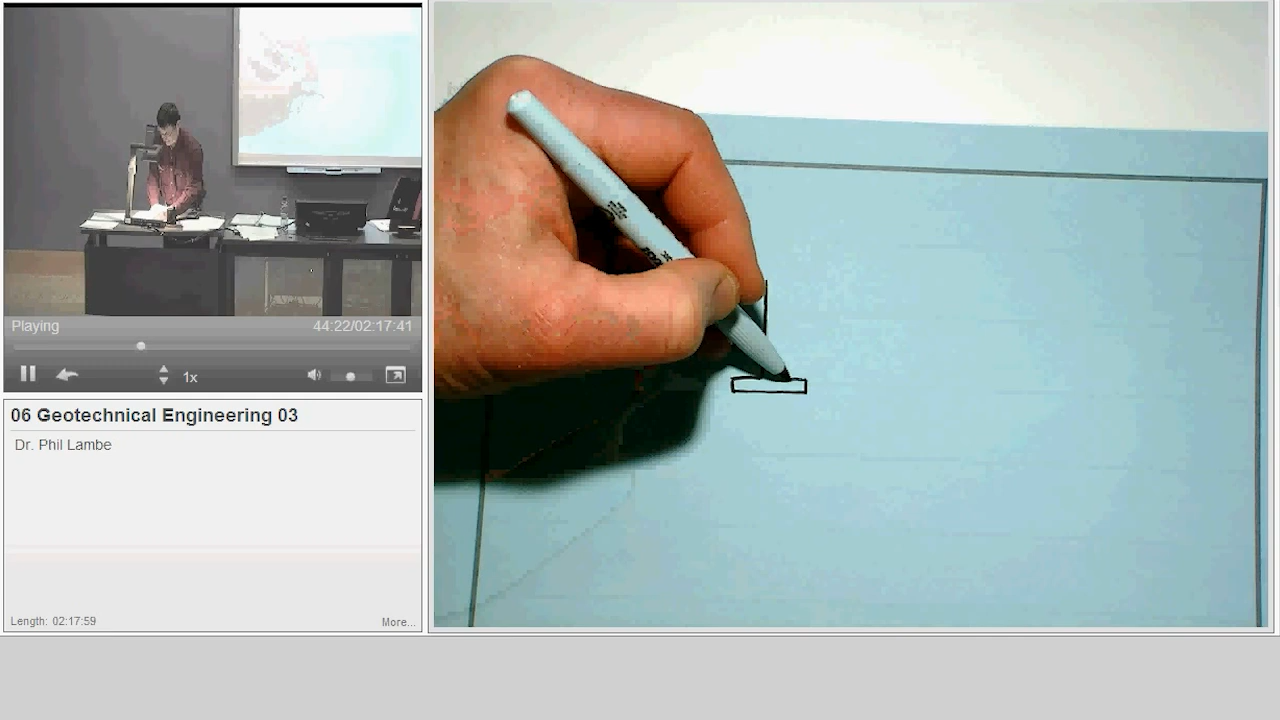 Playing
44:22/02:17:41
1x
06 Geotechnical Engineering 03
Dr. Phil Lambe
Length: 02:17:59
More...